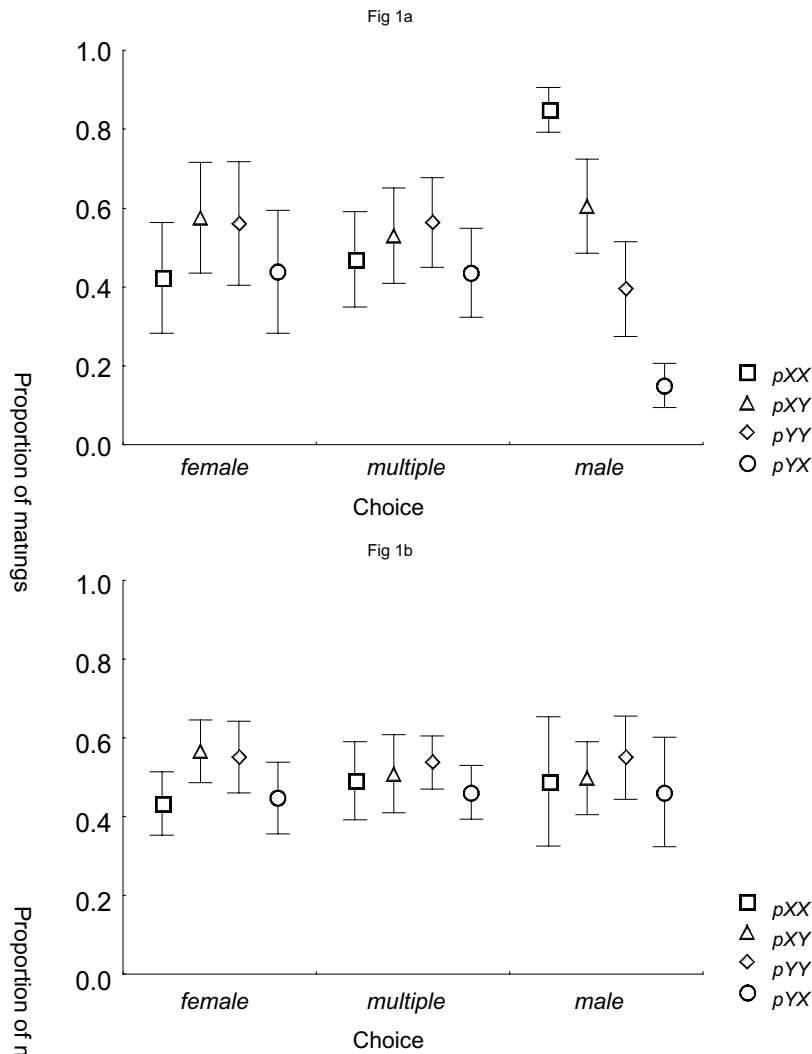 Fig 1a
1.0
0.8
0.6
0.4
0.2
0.0
Proportion of matings
female multiple male
Choice
pXX
pXY
pYY
pYX
Fig 1b
1.0
0.8
0.6
0.4
0.2
0.0
Proportion of
female multiple male
Choice
pXX
pXY
pYY
pYX